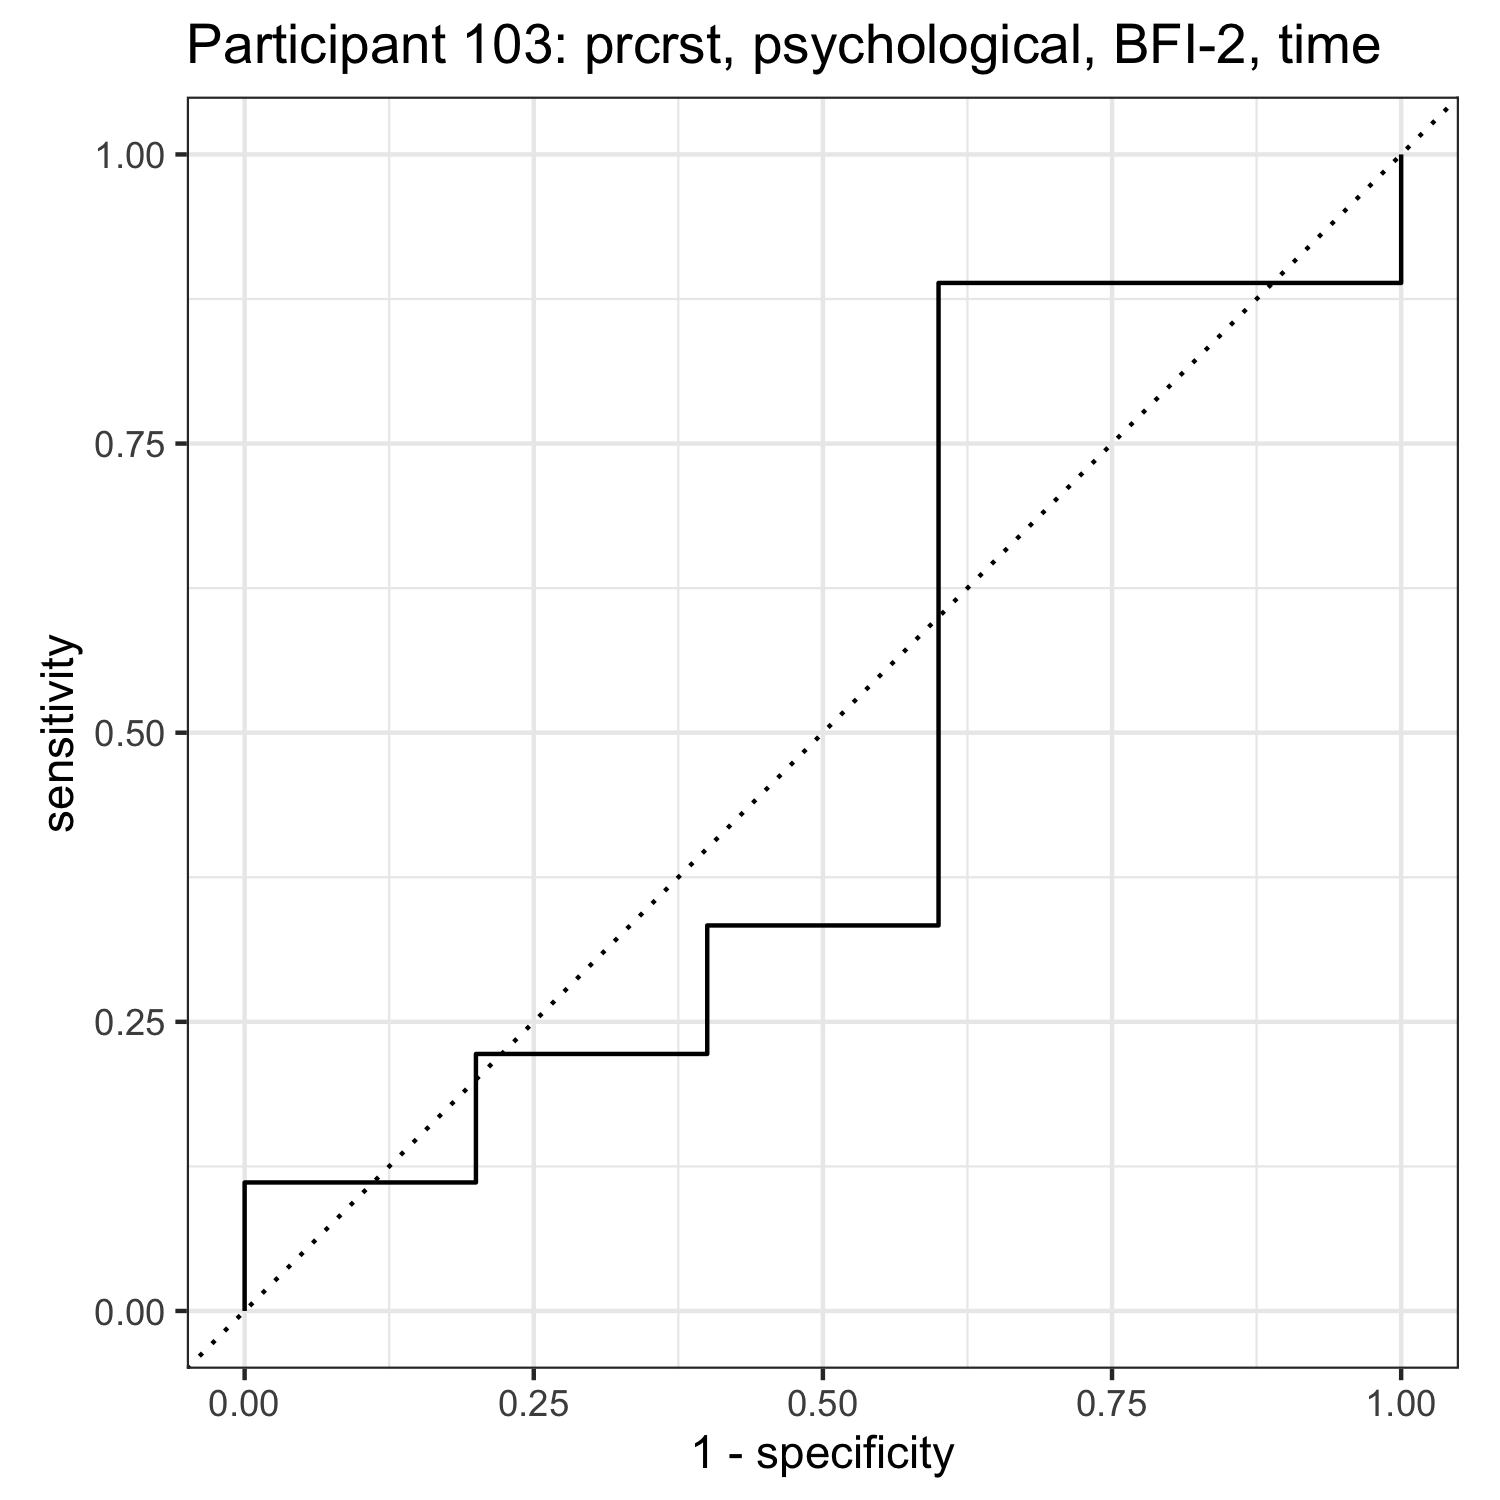 Participant 103: prcrst, psychological, BFI-2, time
1.00
0.75
0.50
0.25
0.00
sensitivity
0.00 0.25 0.50 0.75 1.00
1 - specificity